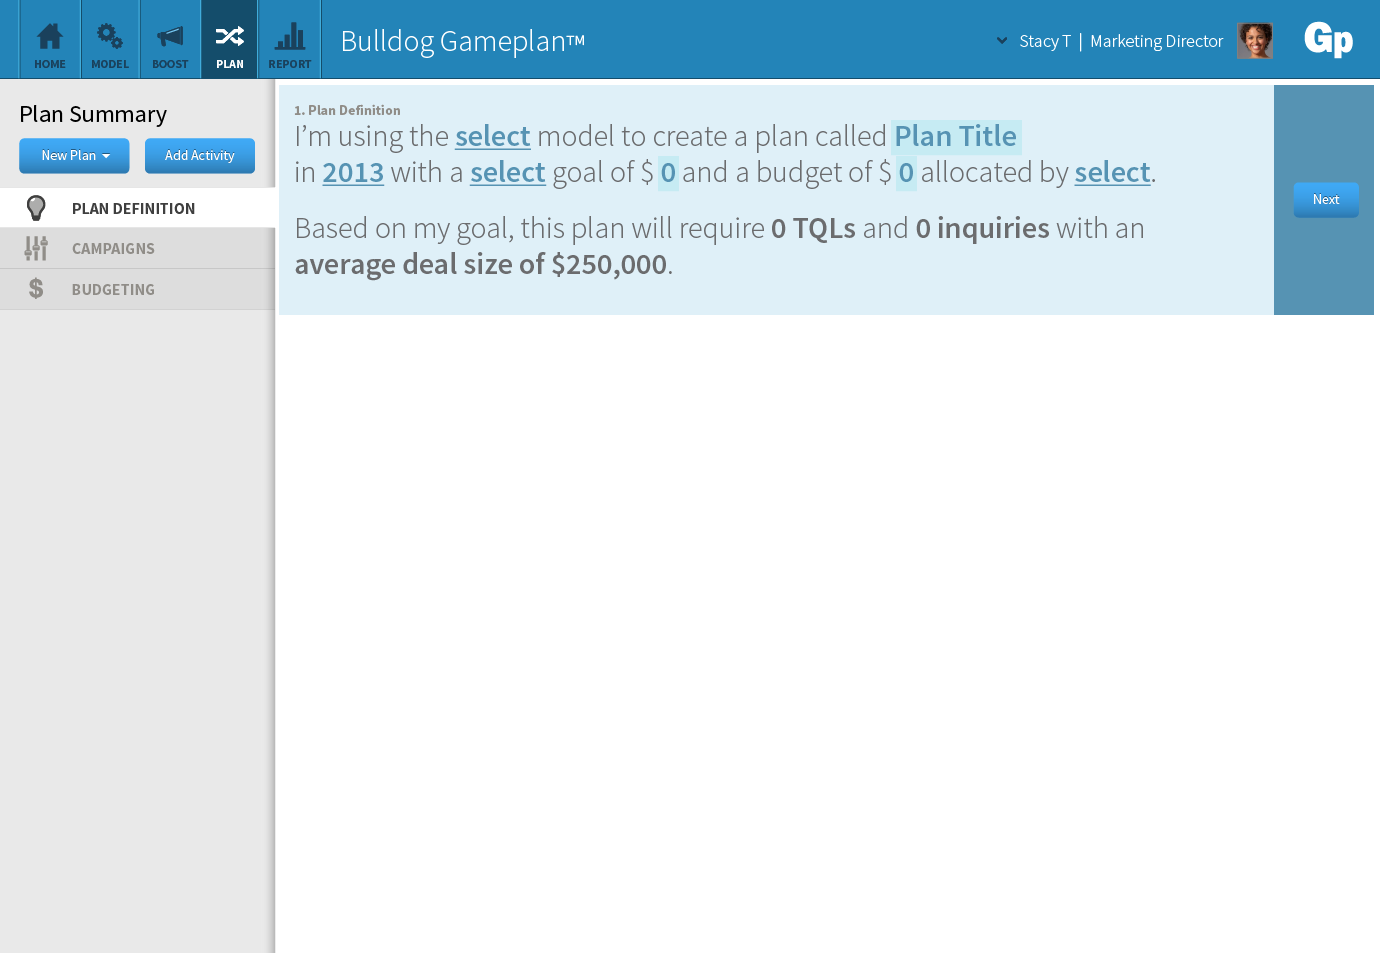 HOME
MODEL
BOOST
PLAN
REPORT
Bulldog Gameplan™
Stacy T | Marketing Director
Gp
Plan Summary
New Plan
Add Activity
PLAN DEFINITION
CAMPAIGNS
$ BUDGETING
1. Plan Definition
I’m using the select model to create a plan called Plan Title
in 2013 with a select goal of $ 0 and a budget of $ 0 allocated by select.
Based on my goal, this plan will require 0 TQLs and 0 inquiries with an
average deal size of $250,000.
Next